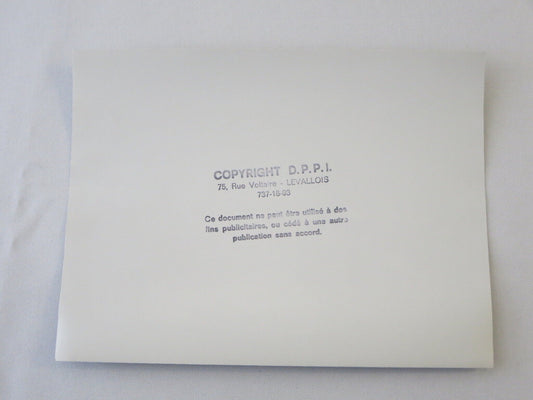 COPYRIGHT D.P.P.I.
75, Rue Voltaire - LEVALLOIS
737-15-93
Ce document ne peut être utilisé à des
fins publicitaires, ou cédé à une autre
publication sans accord.